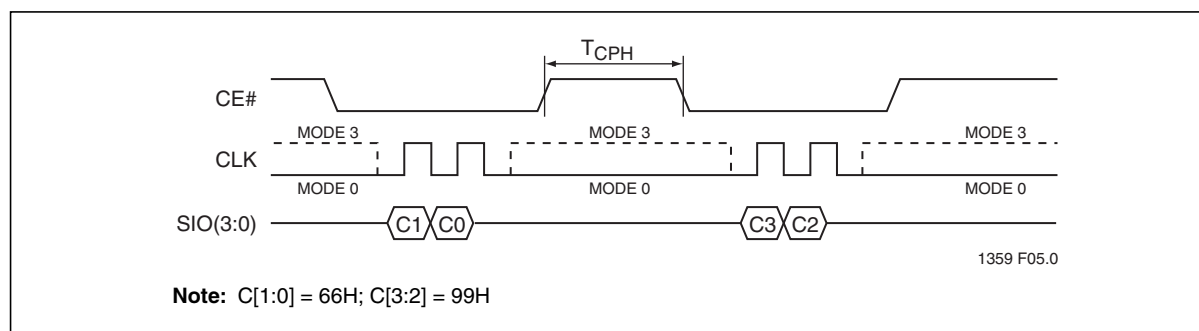 TCPH
CE#
MODE 3 MODE 3 MODE 3
CLK
MODE 0 MODE 0 MODE 0
SIO(3:0) C1 C0 C3 C2
1359 F05.0
Note: C[1:0] = 66H; C[3:2] = 99H